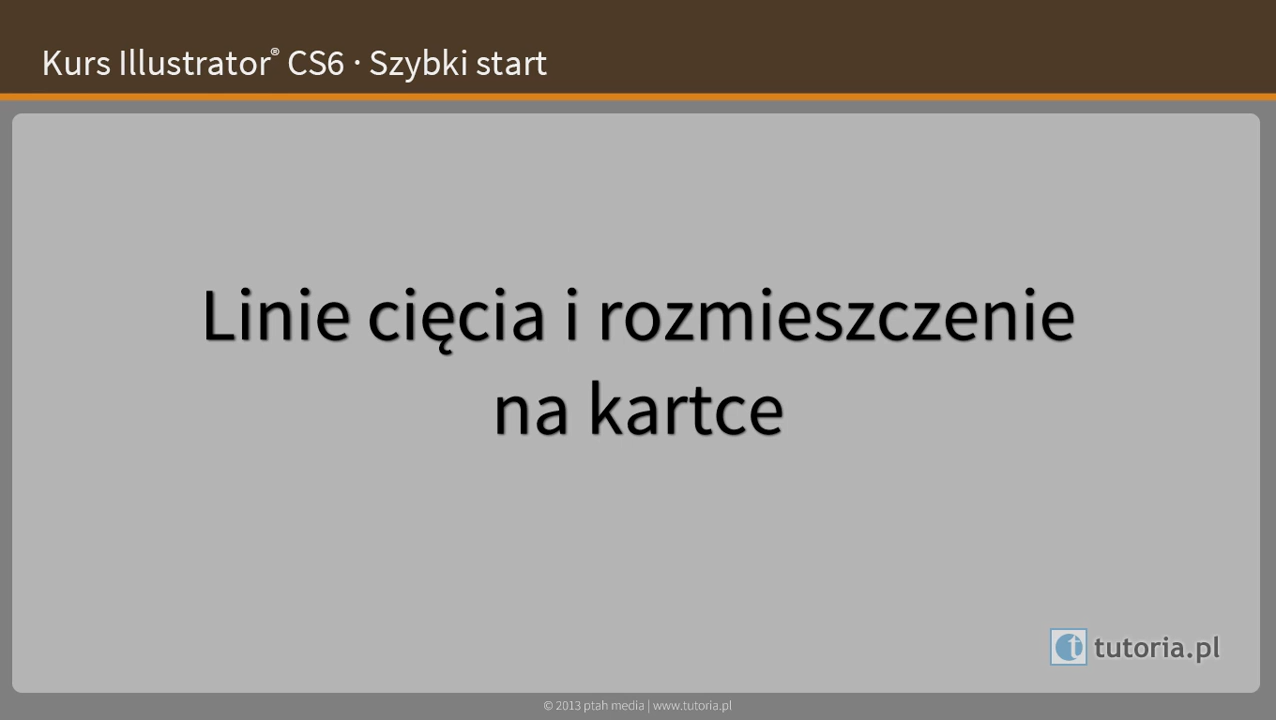 Kurs Illustrator® CS6 · Szybki start
Linie cięcia i rozmieszczenie
na kartce
t tutoria.pl
© 2013 ptah media | www.tutoria.pl